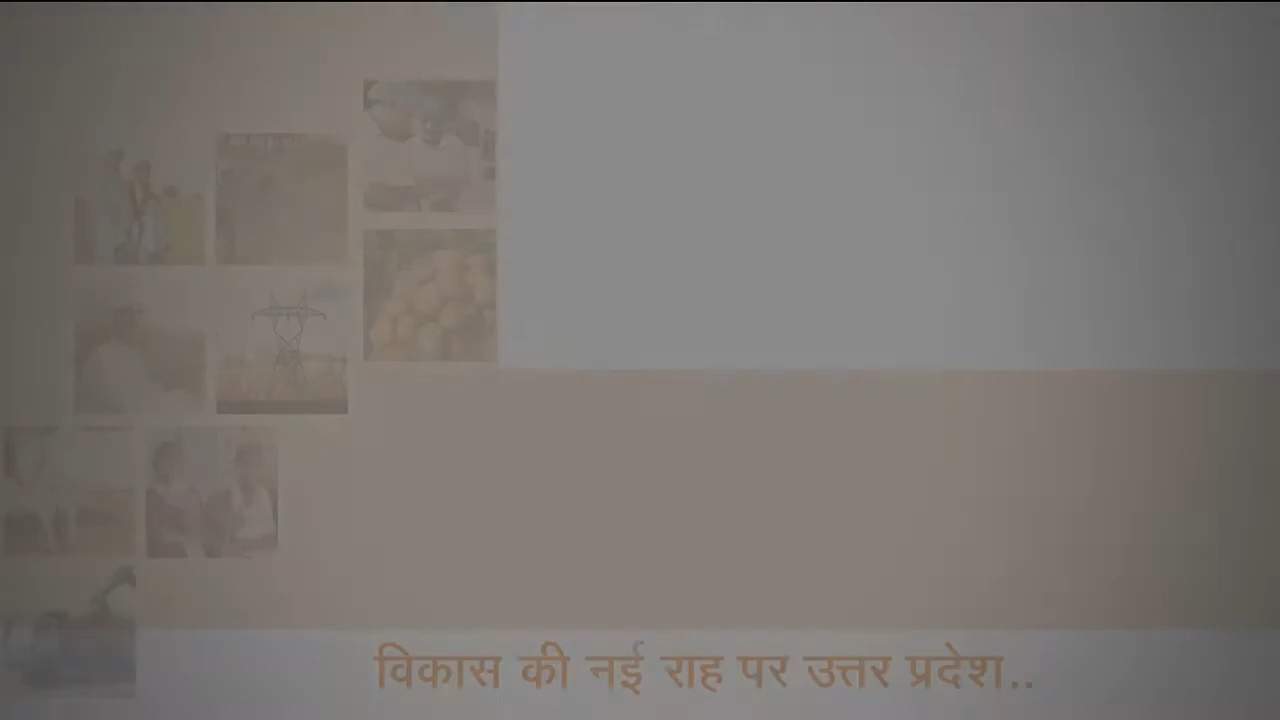 विकास की नई राह पर उत्तर प्रदेश..